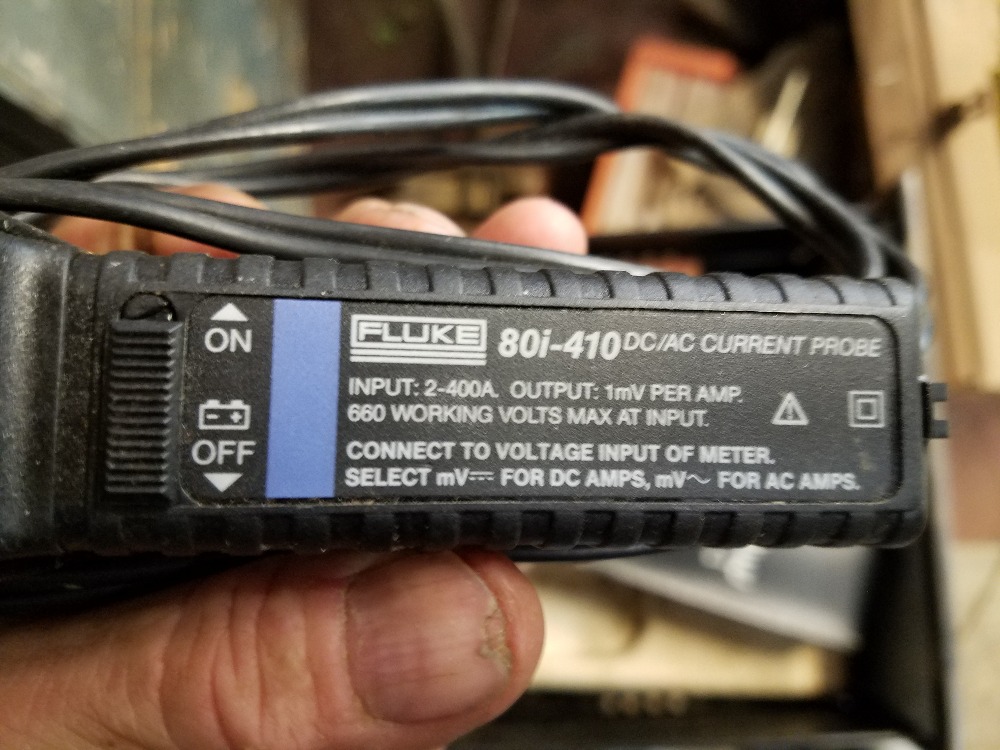 ON
OFF
FLUKE 80i-410 DC/AC CURRENT PROBE
INPUT: 2-400A. OUTPUT: 1mV PER AMP.
660 WORKING VOLTS MAX AT INPUT.
CONNECT TO VOLTAGE INPUT OF METER.
SELECT mV⎓ FOR DC AMPS, mV～ FOR AC AMPS.